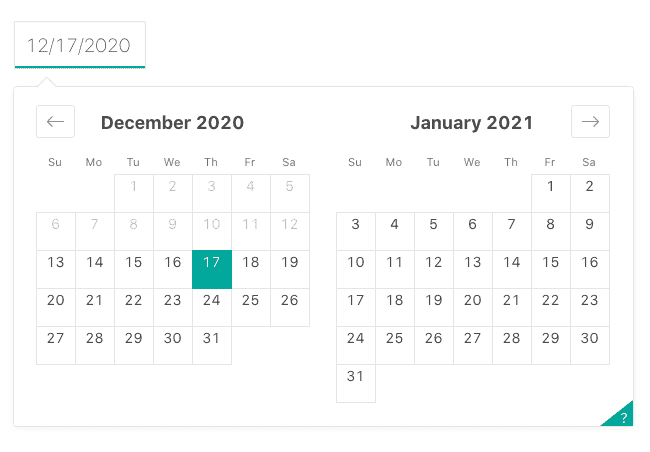 12/17/2020
December 2020
January 2021
Su Mo Tu We Th Fr Sa
Su Mo Tu We Th Fr Sa
1 2 3 4 5
6 7 8 9 10 11 12
13 14 15 16 17 18 19
20 21 22 23 24 25 26
27 28 29 30 31
1 2
3 4 5 6 7 8 9
10 11 12 13 14 15 16
17 18 19 20 21 22 23
24 25 26 27 28 29 30
31
?